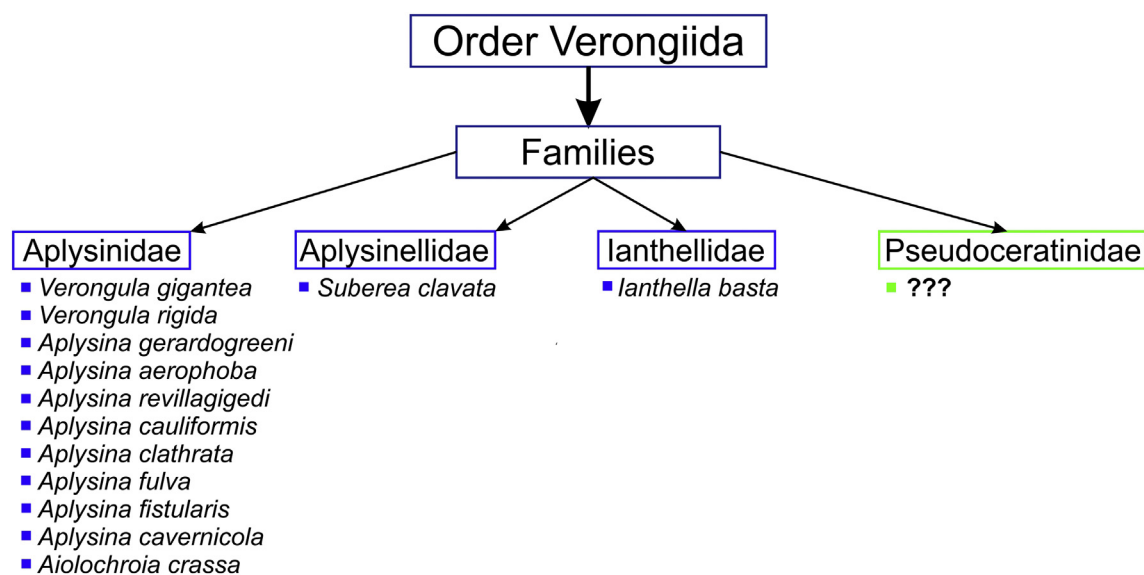 Order Verongiida
Families
Aplysinidae
Verongula gigantea
Verongula rigida
Aplysina gerardogreeni
Aplysina aerophoba
Aplysina revillagigedi
Aplysina cauliformis
Aplysina clathrata
Aplysina fulva
Aplysina fistularis
Aplysina cavernicola
Aiolochroia crassa
Aplysinellidae
Suberea clavata
Ianthellidae
Ianthella basta
Pseudoceratinidae
???